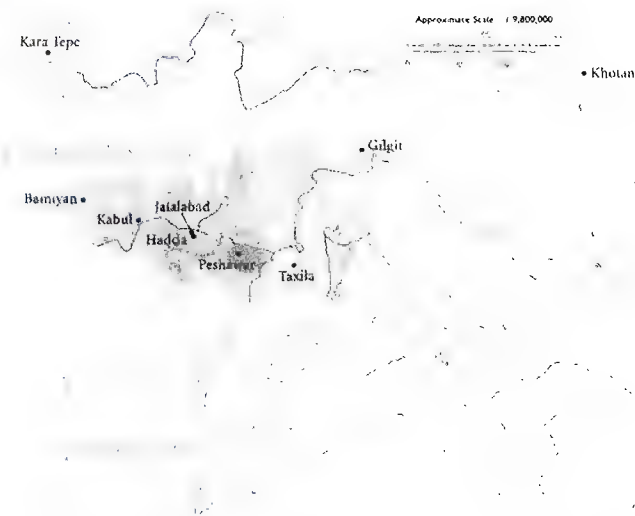 Approximate Scale 1 9,800,000
Kara Tepe
Khotan
Gilgit
Bamiyan
Jalalabad
Kabul
Hadda
Peshawar
Taxila